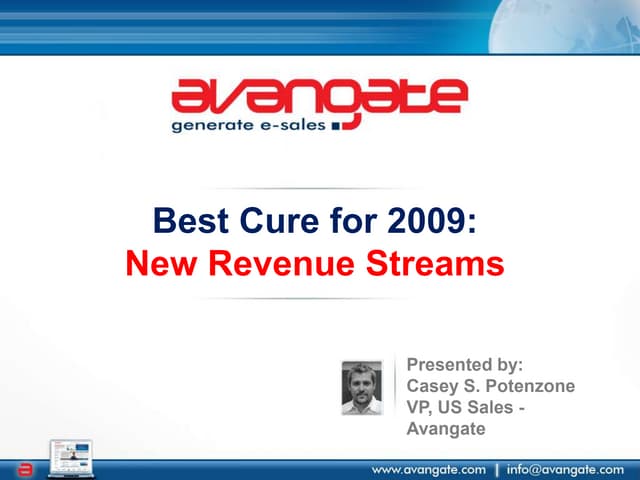 avangate
generate e-sales
Best Cure for 2009:
New Revenue Streams
Presented by:
Casey S. Potenzone
VP, US Sales -
Avangate
a
www.avangate.com | info@avangate.com